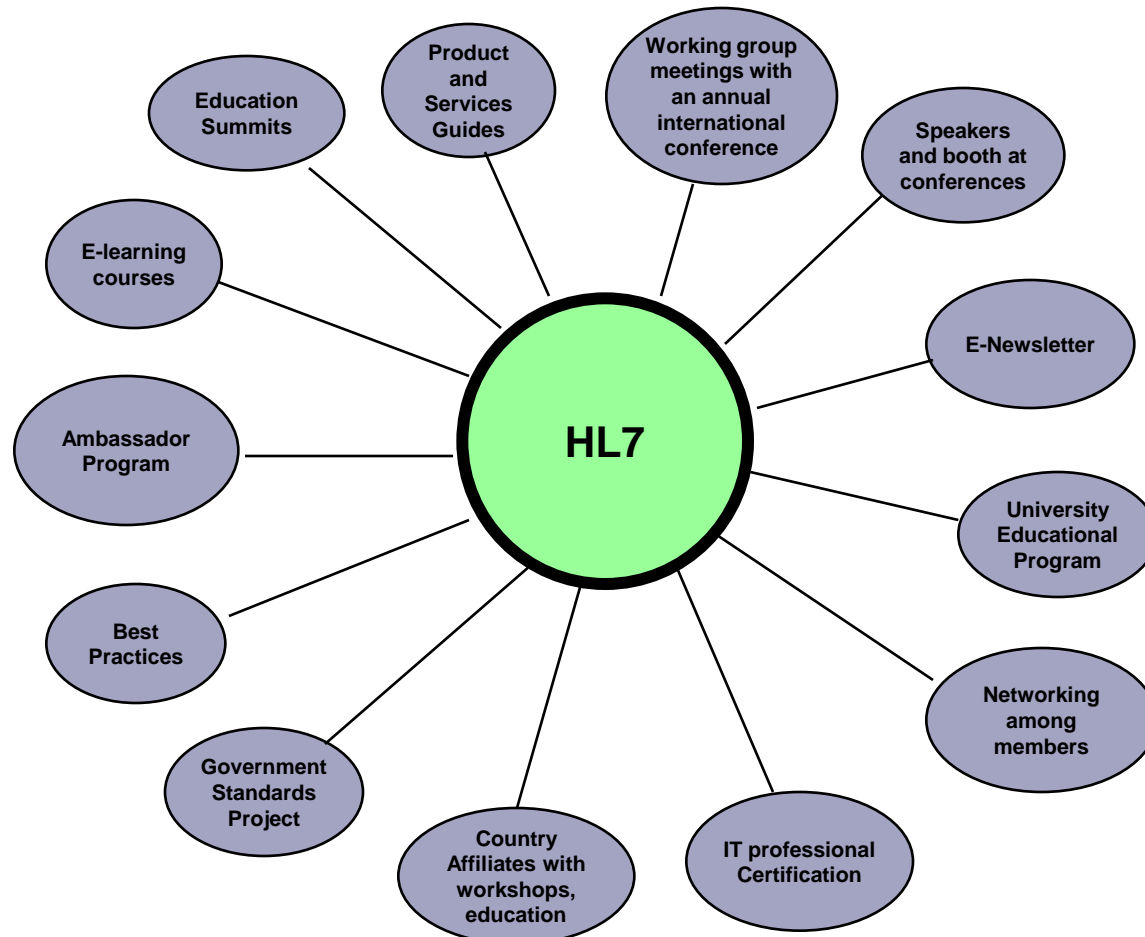 Working group
meetings with
an annual
international
conference
Product
and
Services
Guides
Education
Summits
Speakers
and booth at
conferences
E-learning
courses
E-Newsletter
HL7
Ambassador
Program
University
Educational
Program
Best
Practices
Networking
among
members
Government
Standards
Project
Country
Affiliates with
workshops,
education
IT professional
Certification